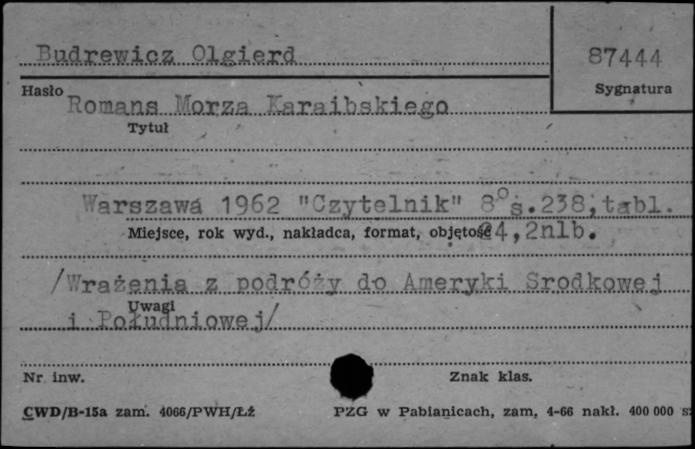 Budrewicz Olgierd
87444
Hasło
Sygnatura
Romans Morza Karaibskiego
Tytuł
Warszawa 1962 "Czytelnik" 8° s.238,tabl.
Miejsce, rok wyd., nakładca, format, objętość
24,2nlb.
/Wrażenia z podróży do Ameryki Srodkowej
Uwagi
i Południowej/
Nr inw.
Znak klas.
CWD/B-15a zam. 4066/PWH/Łź
PZG w Pabianicach, zam, 4-66 nakł. 400 000 s